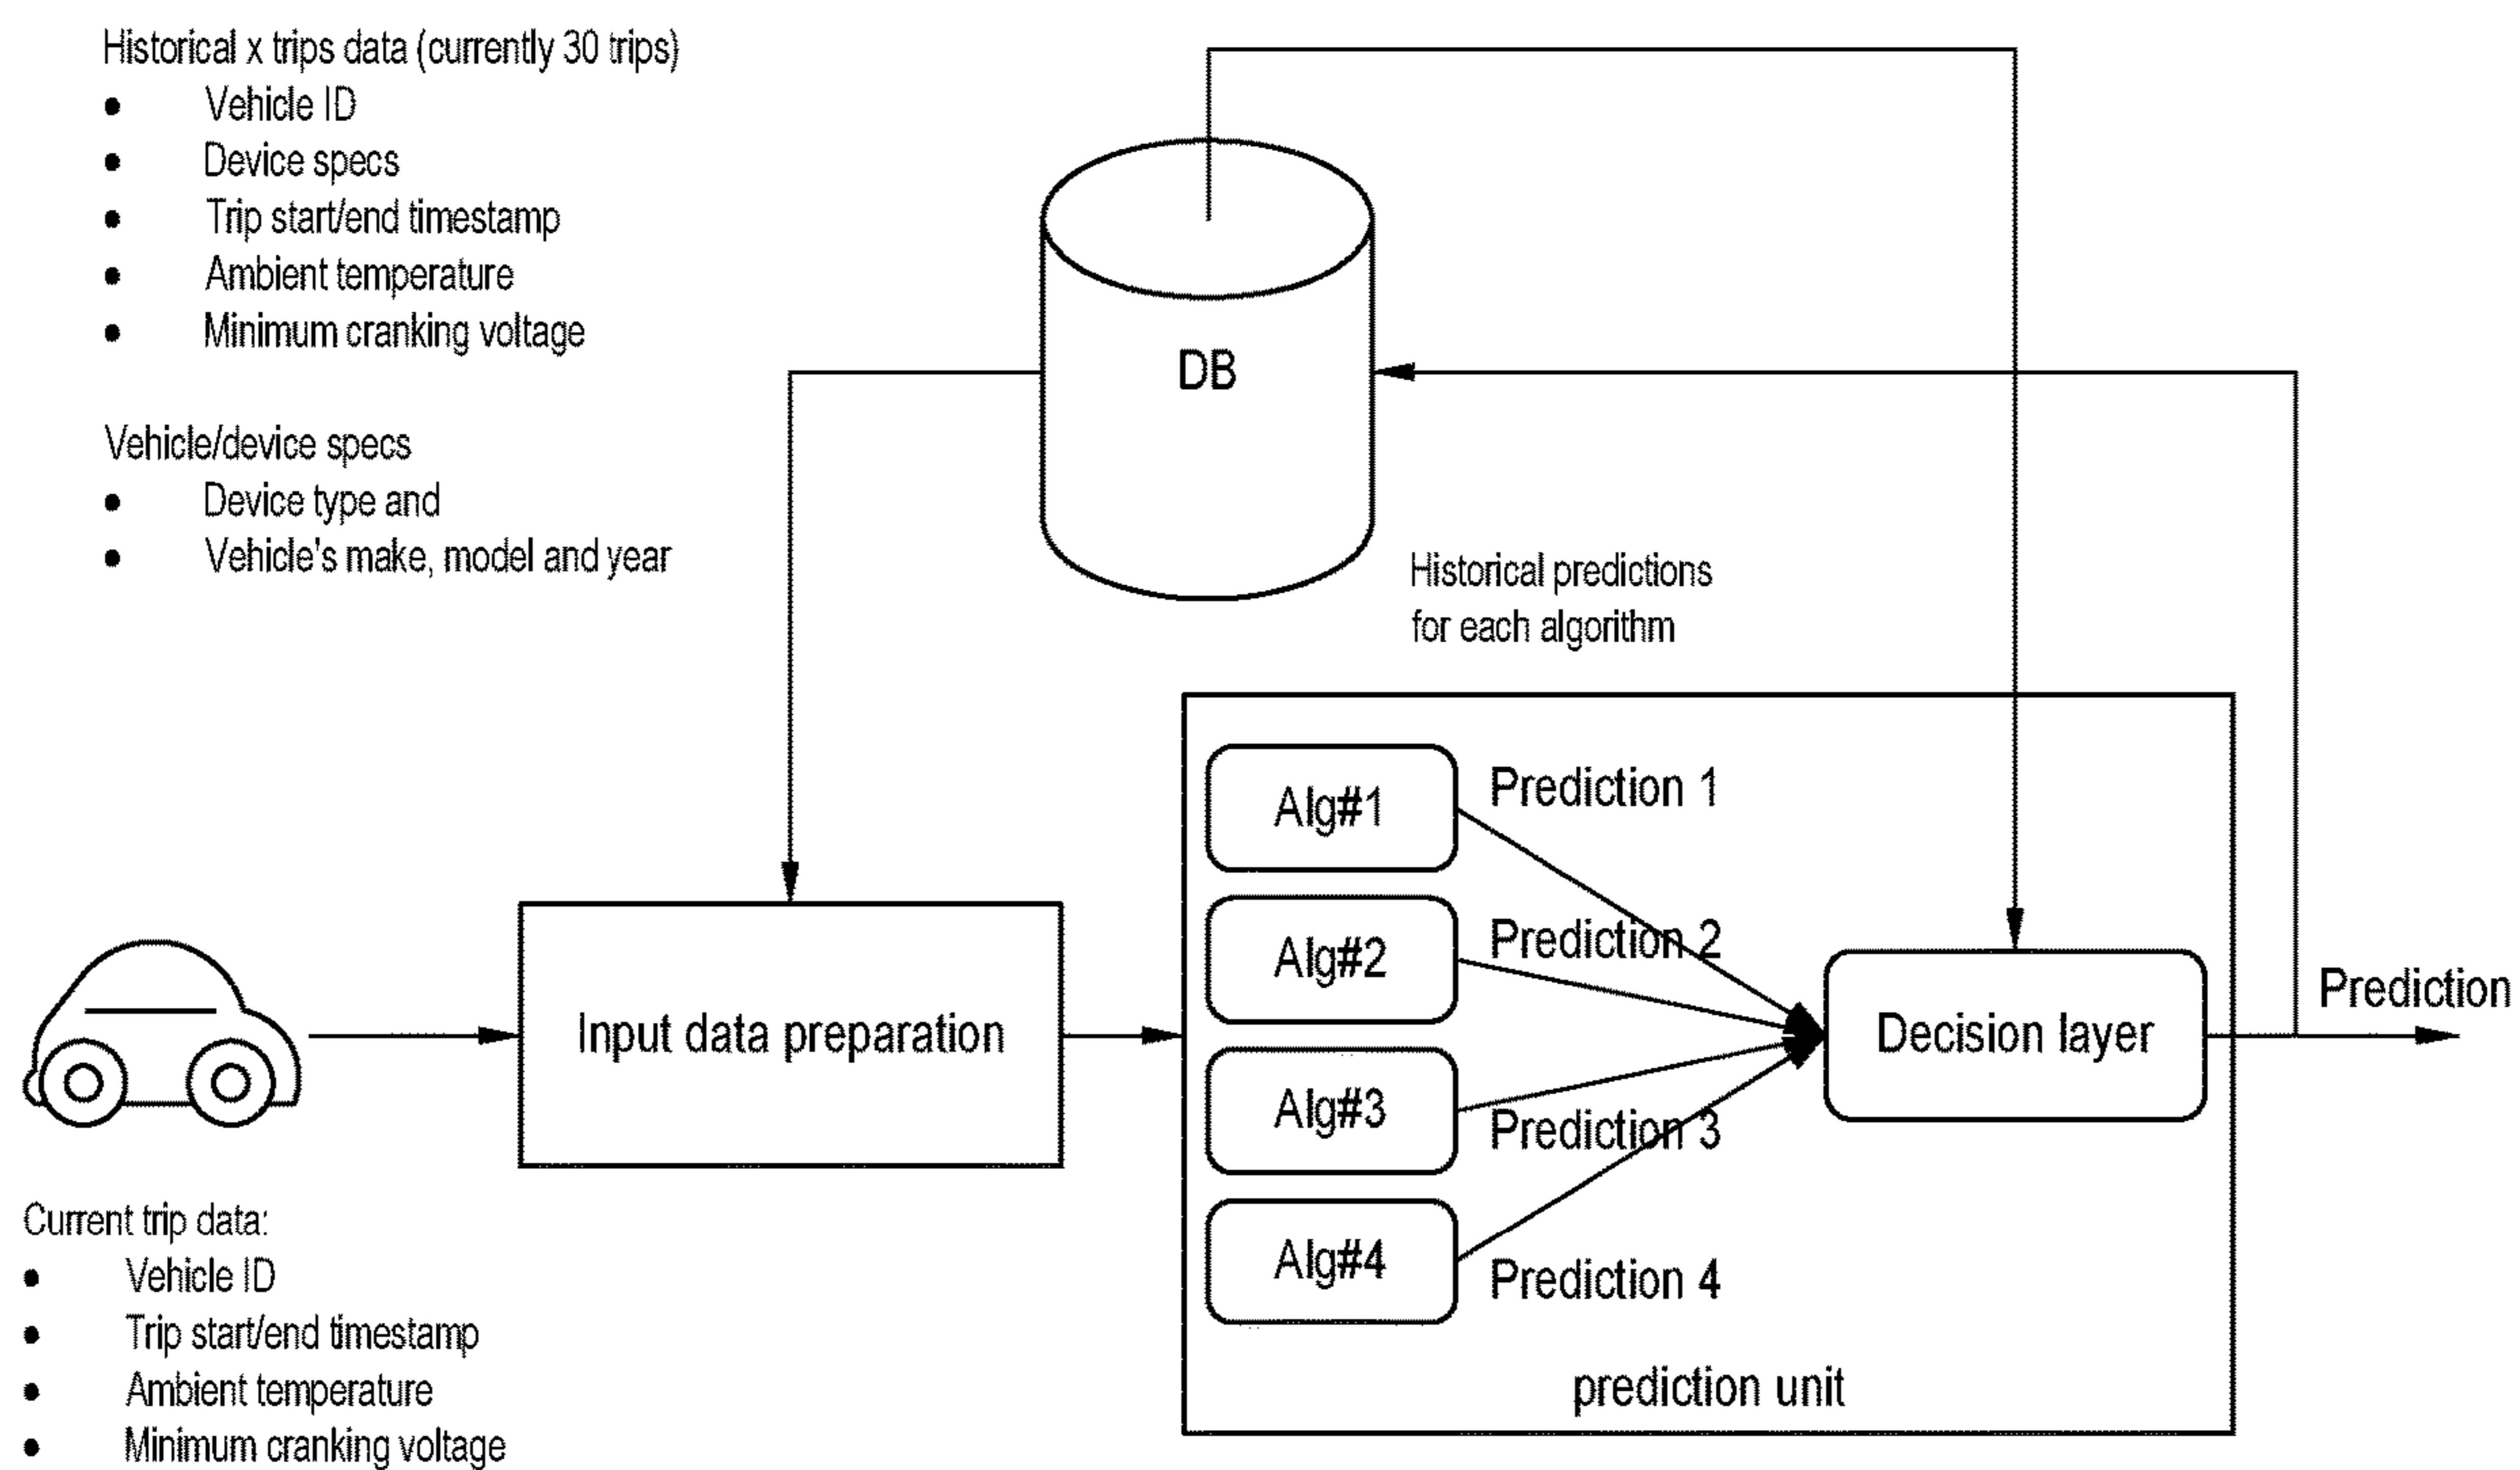 Historical x trips data (currently 30 trips)
• Vehicle ID
• Device specs
• Trip start/end timestamp
• Ambient temperature
• Minimum cranking voltage
Vehicle/device specs
• Device type and
• Vehicle's make, model and year
DB
Historical predictions
for each algorithm
Alg#1
Prediction 1
Alg#2
Prediction 2
Alg#3
Prediction 3
Alg#4
Prediction 4
Decision layer
Prediction
Input data preparation
prediction unit
Current trip data:
• Vehicle ID
• Trip start/end timestamp
• Ambient temperature
• Minimum cranking voltage